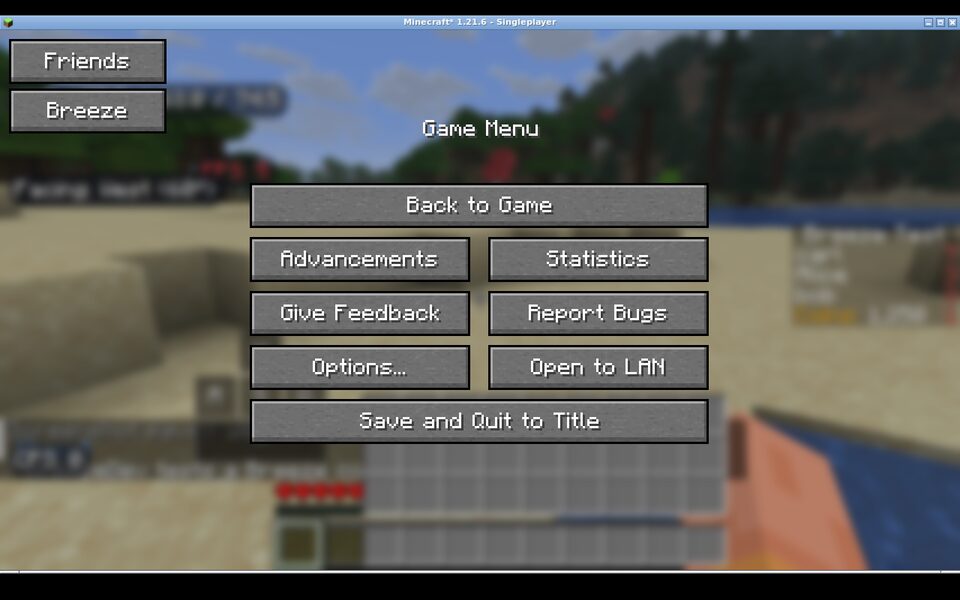 Minecraft* 1.21.6 - Singleplayer
Friends
Breeze
Game Menu
Back to Game
Advancements
Statistics
Give Feedback
Report Bugs
Options...
Open to LAN
Save and Quit to Title